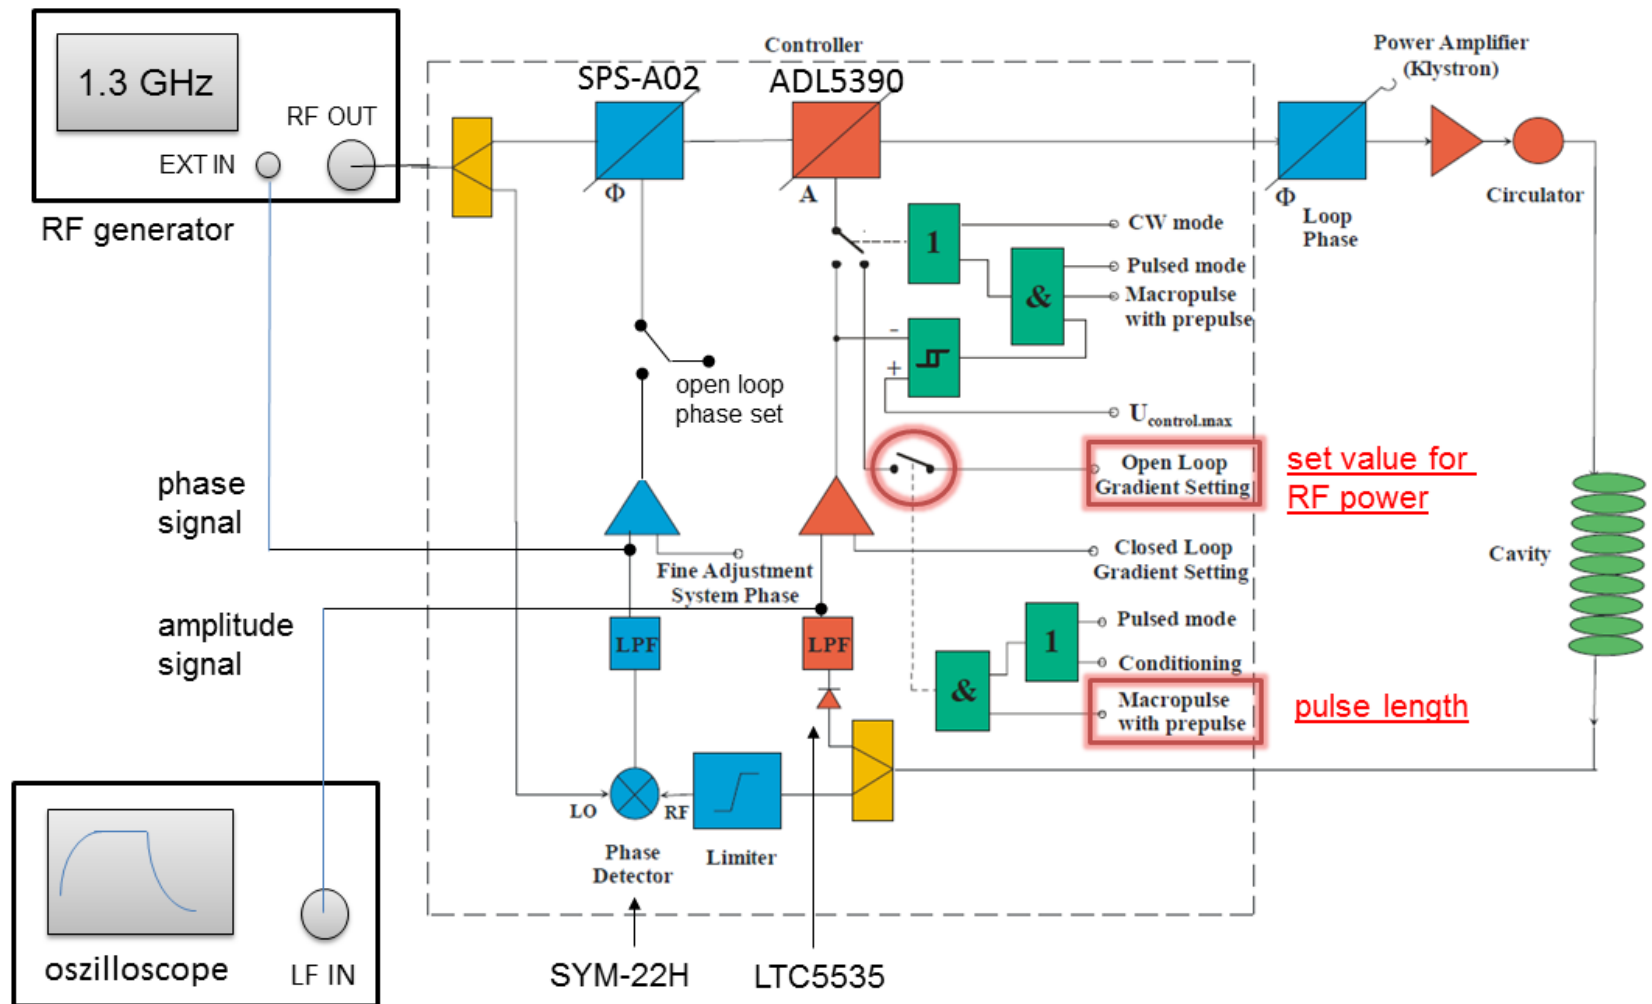 Controller
Power Amplifier
(Klystron)
SPS-A02
ADL5390
1.3 GHz
RF OUT
EXT IN
RF generator
Φ
A
Φ
Loop
Phase
Circulator
1
CW mode
&
Pulsed mode
Macropulse
with prepulse
-
+
U control.max
open loop
phase set
Open Loop
Gradient Setting
set value for
RF power
phase
signal
Fine Adjustment
System Phase
Closed Loop
Gradient Setting
Cavity
amplitude
signal
LPF
LPF
1
Pulsed mode
Conditioning
&
Macropulse
with prepulse
pulse length
LO
RF
Phase
Detector
Limiter
oszilloscope
LF IN
SYM-22H
LTC5535